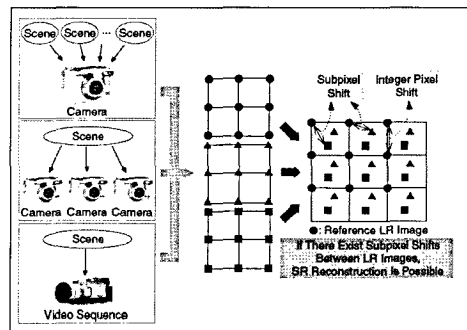 Scene Scene ... Scene
Camera
Scene
Camera Camera Camera
Scene
Video Sequence
Subpixel Shift
Integer Pixel Shift
●: Reference LR Image
If There Exist Subpixel Shifts
Between LR Images,
SR Reconstruction Is Possible